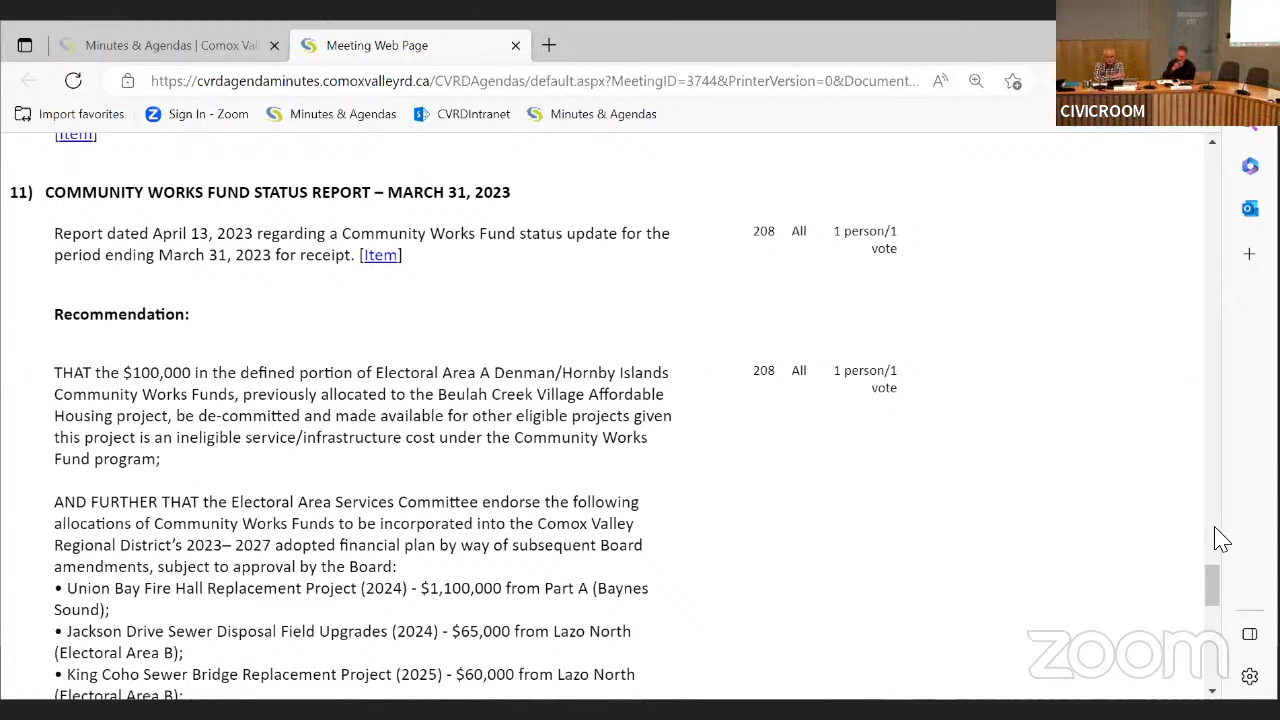 Minutes & Agendas | Comox Val
Meeting Web Page
https://cvrdagendaminutes.comoxvalleyrd.ca/CVRDAgendas/default.aspx?MeetingID=3744&PrinterVersion=0&Document...
Import favorites
Sign In - Zoom
Minutes & Agendas
CVRDIntranet
Minutes & Agendas
CIVICROOM
[Item]
11) COMMUNITY WORKS FUND STATUS REPORT – MARCH 31, 2023
Report dated April 13, 2023 regarding a Community Works Fund status update for the
period ending March 31, 2023 for receipt. [Item]
208 All 1 person/1
vote
Recommendation:
THAT the $100,000 in the defined portion of Electoral Area A Denman/Hornby Islands
Community Works Funds, previously allocated to the Beulah Creek Village Affordable
Housing project, be de-committed and made available for other eligible projects given
this project is an ineligible service/infrastructure cost under the Community Works
Fund program;
208 All 1 person/1
vote
AND FURTHER THAT the Electoral Area Services Committee endorse the following
allocations of Community Works Funds to be incorporated into the Comox Valley
Regional District's 2023– 2027 adopted financial plan by way of subsequent Board
amendments, subject to approval by the Board:
• Union Bay Fire Hall Replacement Project (2024) - $1,100,000 from Part A (Baynes
Sound);
• Jackson Drive Sewer Disposal Field Upgrades (2024) - $65,000 from Lazo North
(Electoral Area B);
• King Coho Sewer Bridge Replacement Project (2025) - $60,000 from Lazo North
(Electoral Area B);
zoom